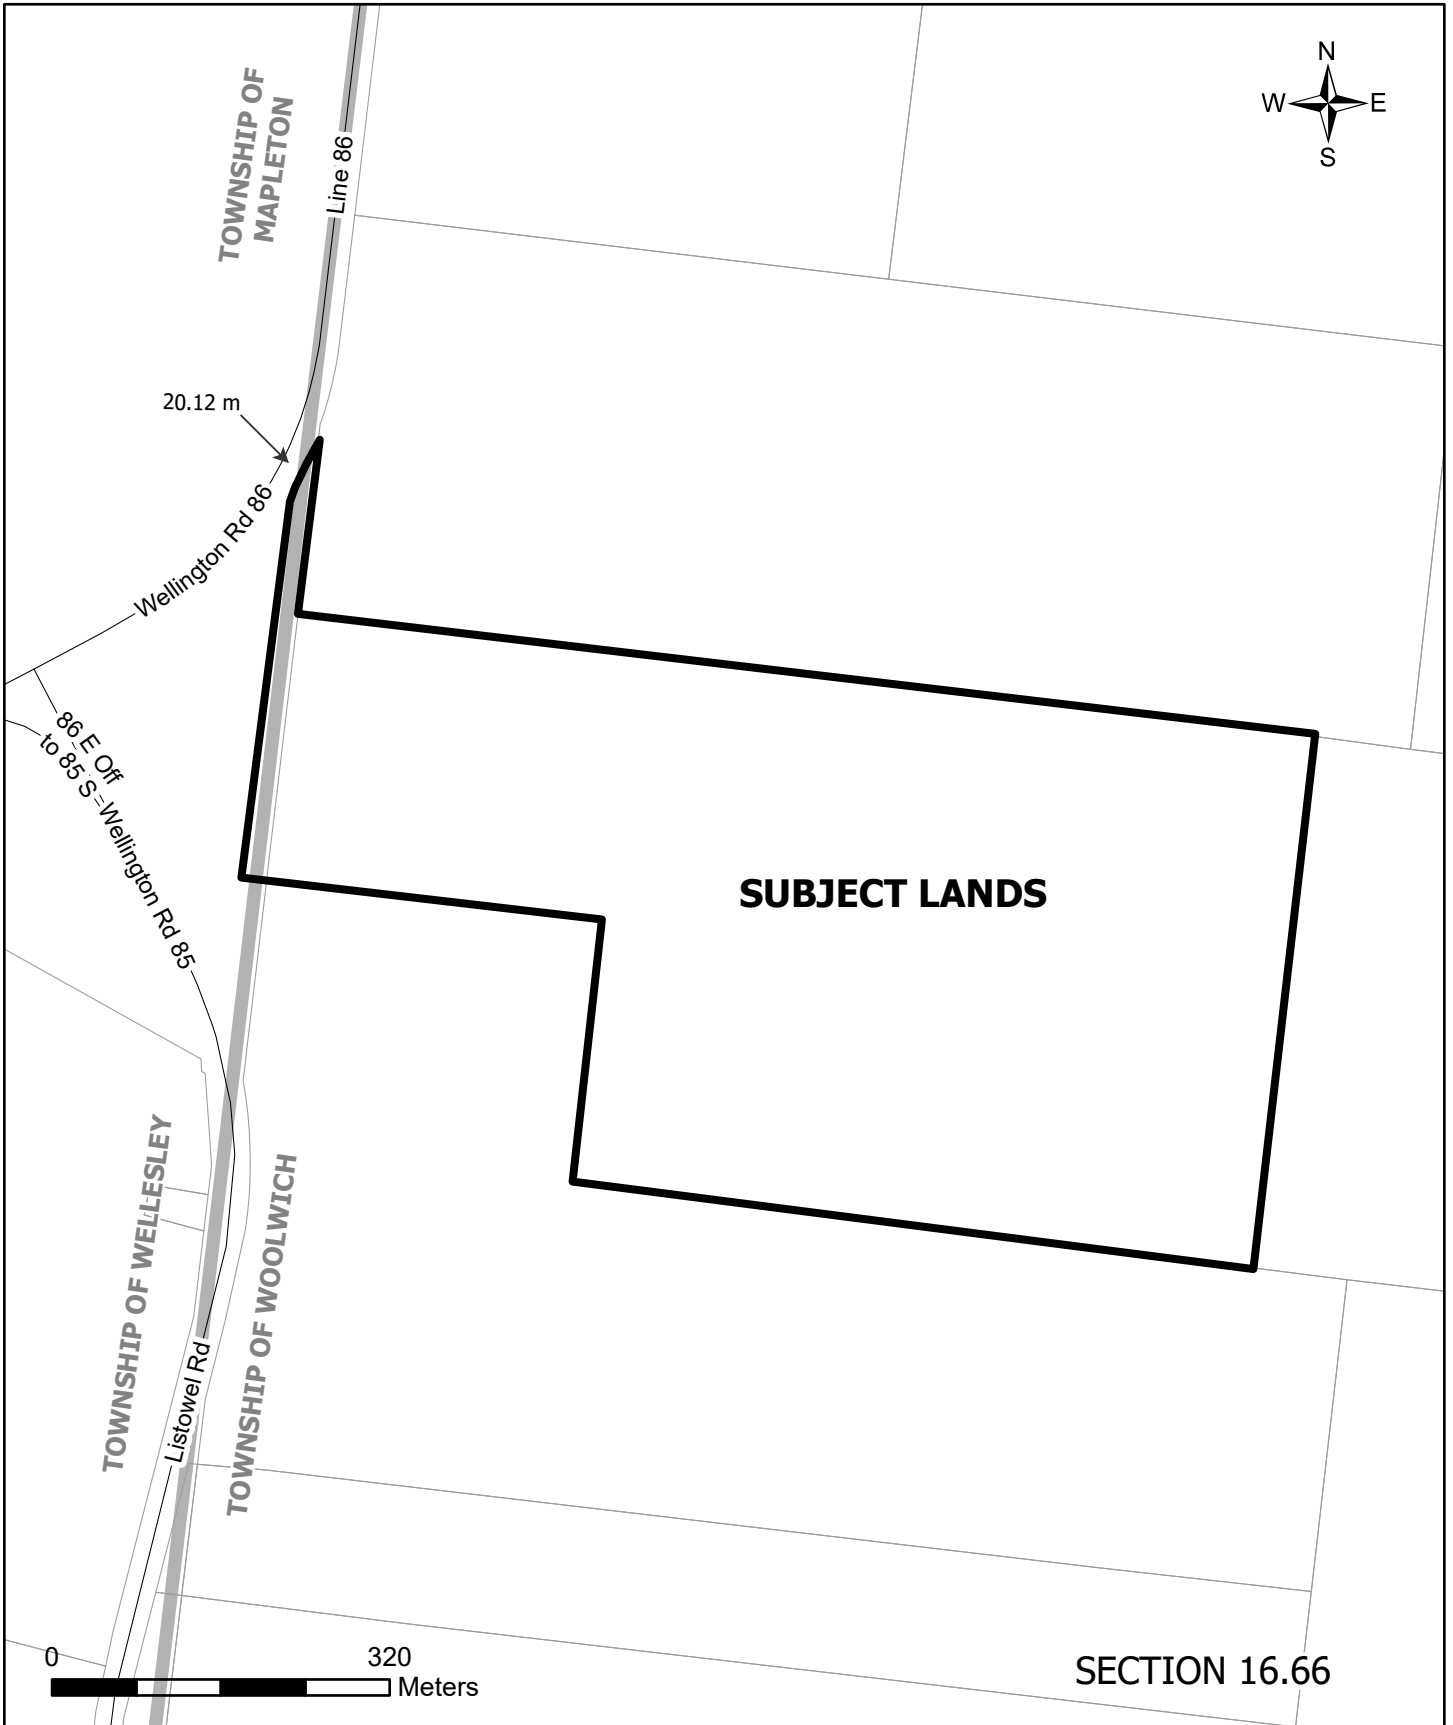 N
W E
S
TOWNSHIP OF
MAPLETON
Line 86
20.12 m
Wellington Rd 86
86 E Off
to 85 S
Wellington Rd 85
SUBJECT LANDS
TOWNSHIP OF WELLESLEY
TOWNSHIP OF WOOLWICH
Listowel Rd
0 320
Meters
SECTION 16.66